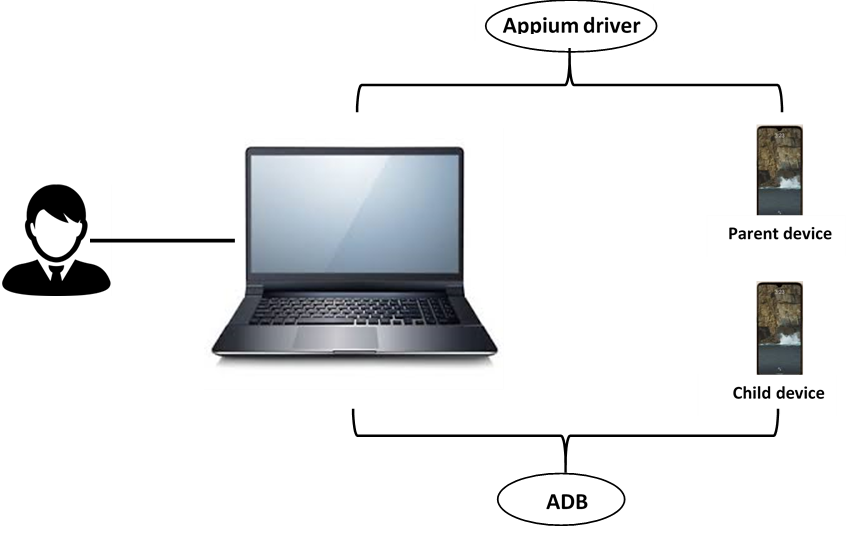 Appium driver
Parent device
Child device
ADB